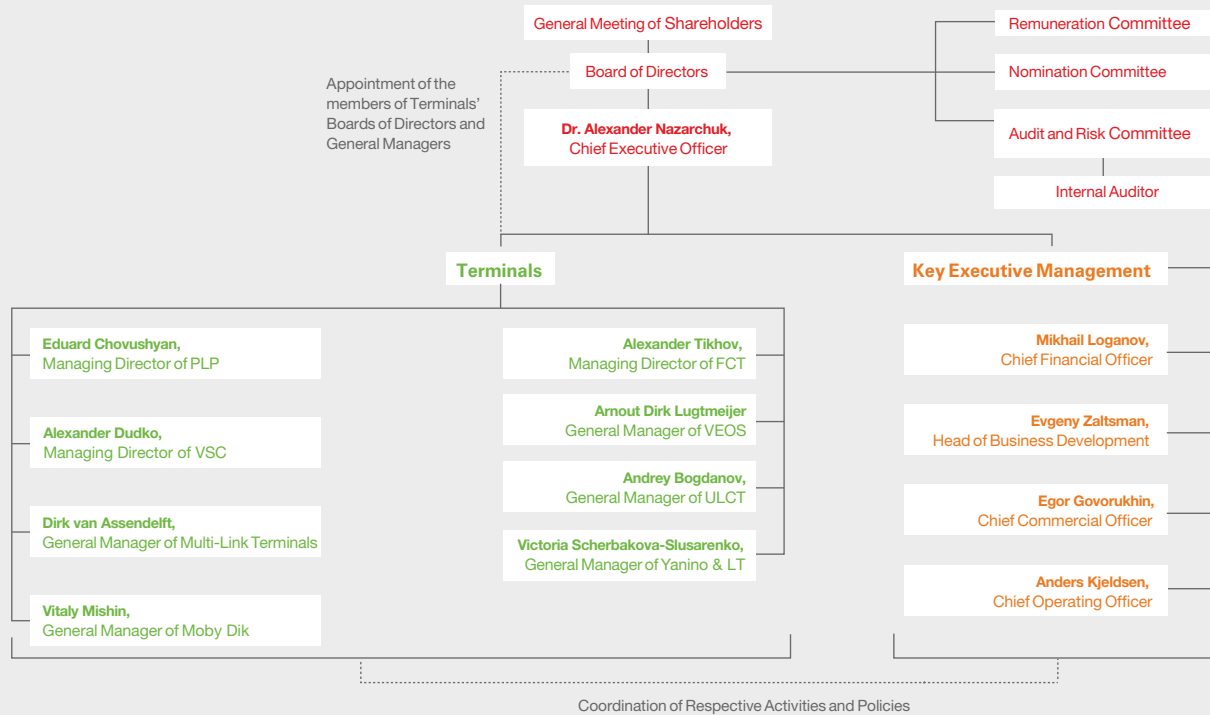 General Meeting of Shareholders
Board of Directors
Appointment of the
members of Terminals'
Boards of Directors and
General Managers
Dr. Alexander Nazarchuk,
Chief Executive Officer
Remuneration Committee
Nomination Committee
Audit and Risk Committee
Internal Auditor
Terminals
Eduard Chovushyan,
Managing Director of PLP
Alexander Dudko,
Managing Director of VSC
Dirk van Assendelft,
General Manager of Multi-Link Terminals
Vitaly Mishin,
General Manager of Moby Dik
Alexander Tikhov,
Managing Director of FCT
Arnout Dirk Lugtmeijer
General Manager of VEOS
Andrey Bogdanov,
General Manager of ULCT
Victoria Scherbakova-Slusarenko,
General Manager of Yanino & LT
Key Executive Management
Mikhail Loganov,
Chief Financial Officer
Evgeny Zaltsman,
Head of Business Development
Egor Govorukhin,
Chief Commercial Officer
Anders Kjeldsen,
Chief Operating Officer
Coordination of Respective Activities and Policies